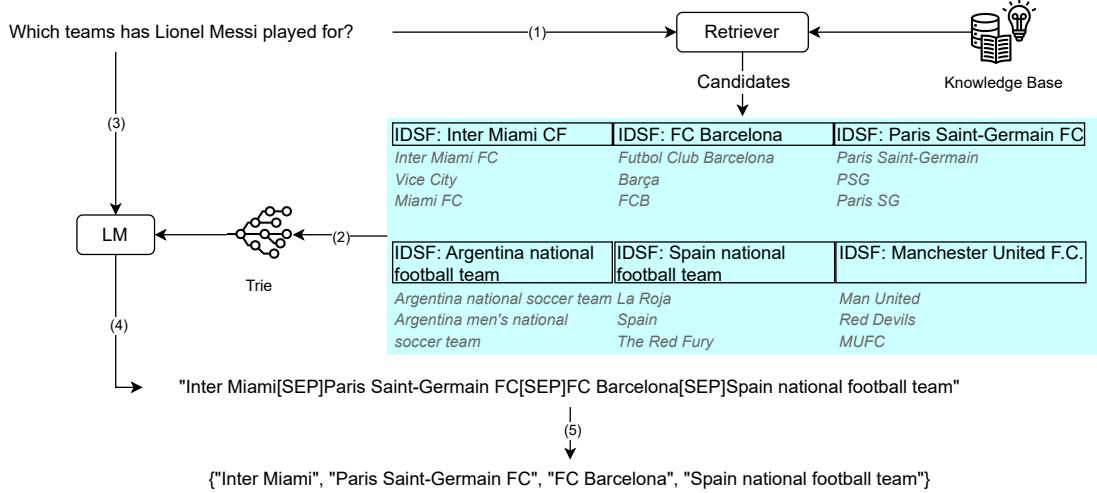 Which teams has Lionel Messi played for?
(1)
Retriever
Knowledge Base
Candidates
(3)
IDSF: Inter Miami CF
Inter Miami FC
Vice City
Miami FC
IDSF: FC Barcelona
Futbol Club Barcelona
Barça
FCB
IDSF: Paris Saint-Germain FC
Paris Saint-Germain
PSG
Paris SG
LM
Trie
(2)
IDSF: Argentina national
football team
Argentina national soccer team
Argentina men's national
soccer team
IDSF: Spain national
football team
La Roja
Spain
The Red Fury
IDSF: Manchester United F.C.
Man United
Red Devils
MUFC
(4)
"Inter Miami[SEP]Paris Saint-Germain FC[SEP]FC Barcelona[SEP]Spain national football team"
(5)
{"Inter Miami", "Paris Saint-Germain FC", "FC Barcelona", "Spain national football team"}